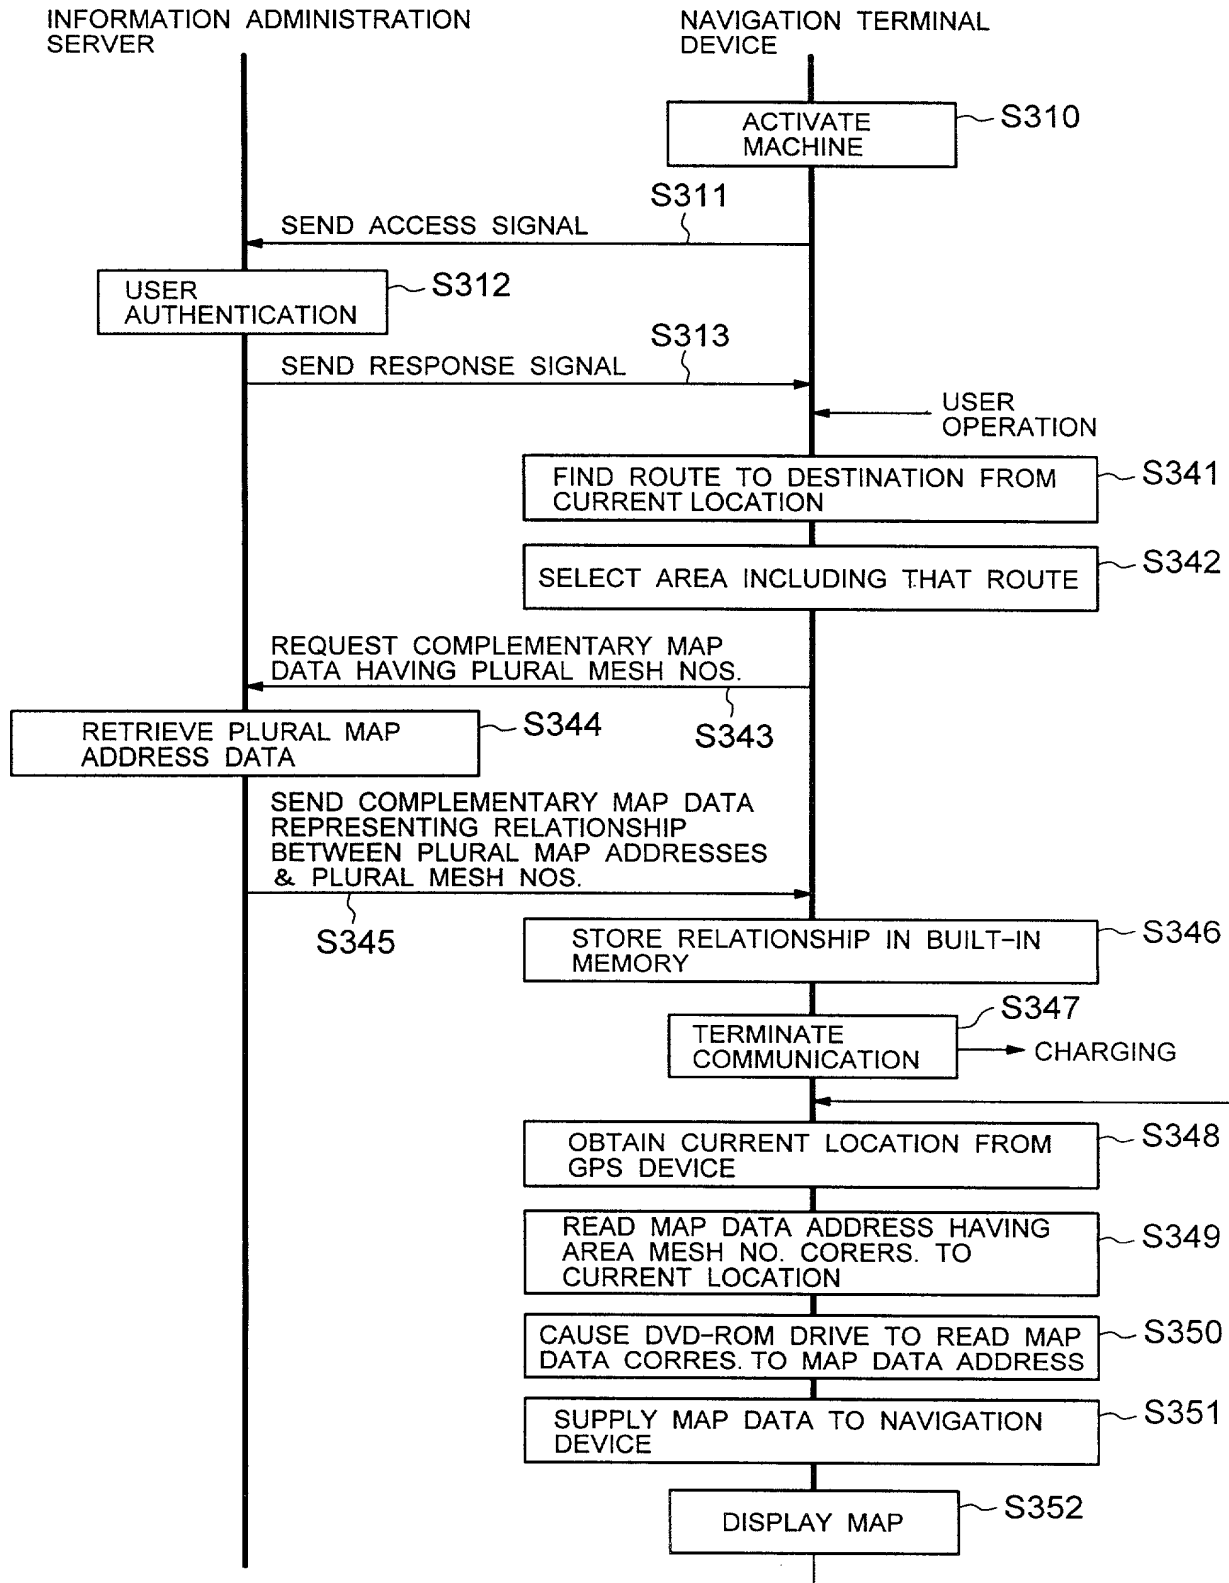 INFORMATION ADMINISTRATION
SERVER
NAVIGATION TERMINAL
DEVICE
ACTIVATE
MACHINE
S310
S311
SEND ACCESS SIGNAL
USER
AUTHENTICATION
S312
S313
SEND RESPONSE SIGNAL
USER
OPERATION
FIND ROUTE TO DESTINATION FROM
CURRENT LOCATION
S341
SELECT AREA INCLUDING THAT ROUTE
S342
REQUEST COMPLEMENTARY MAP
DATA HAVING PLURAL MESH NOS.
S343
RETRIEVE PLURAL MAP
ADDRESS DATA
S344
SEND COMPLEMENTARY MAP DATA
REPRESENTING RELATIONSHIP
BETWEEN PLURAL MAP ADDRESSES
& PLURAL MESH NOS.
S345
STORE RELATIONSHIP IN BUILT-IN
MEMORY
S346
TERMINATE
COMMUNICATION
S347
CHARGING
OBTAIN CURRENT LOCATION FROM
GPS DEVICE
S348
READ MAP DATA ADDRESS HAVING
AREA MESH NO. CORERS. TO
CURRENT LOCATION
S349
CAUSE DVD-ROM DRIVE TO READ MAP
DATA CORRES. TO MAP DATA ADDRESS
S350
SUPPLY MAP DATA TO NAVIGATION
DEVICE
S351
DISPLAY MAP
S352